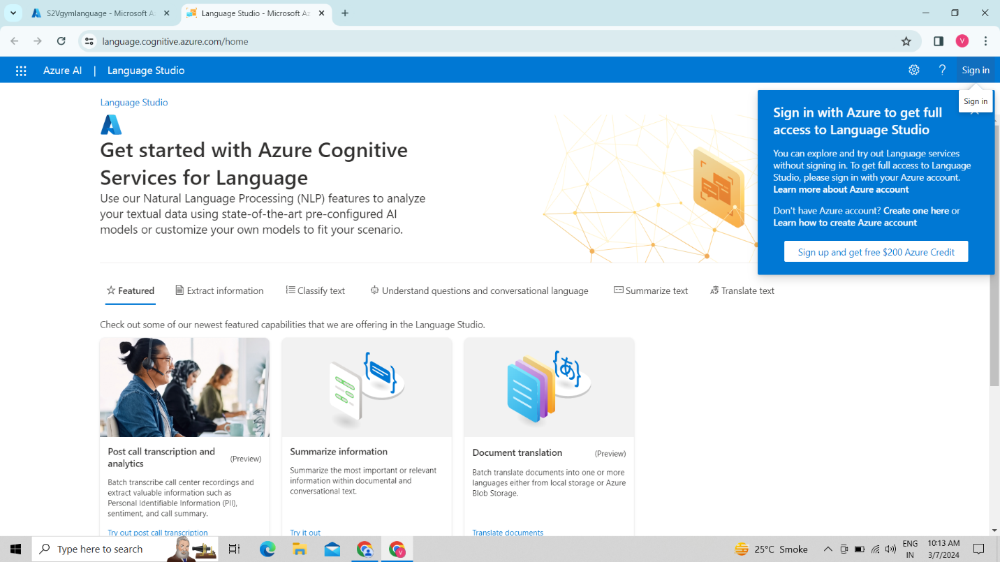 S2Vgymlanguage - Microsoft A
Language Studio - Microsoft Az
language.cognitive.azure.com/home
V
Azure AI | Language Studio
? Sign in
Sign in
Language Studio
Get started with Azure Cognitive
Services for Language
Use our Natural Language Processing (NLP) features to analyze
your textual data using state-of-the-art pre-configured AI
models or customize your own models to fit your scenario.
Sign in with Azure to get full
access to Language Studio
You can explore and try out Language services
without signing in. To get full access to Language
Studio, please sign in with your Azure account.
Learn more about Azure account
Don't have Azure account? Create one here or
Learn how to create Azure account
Sign up and get free $200 Azure Credit
Featured
Extract information
Classify text
Understand questions and conversational language
Summarize text
Translate text
Check out some of our newest featured capabilities that we are offering in the Language Studio.
Post call transcription and
analytics
(Preview)
Batch transcribe call center recordings and
extract valuable information such as
Personal Identifiable Information (PII),
sentiment, and call summary.
Try out post call transcription
Summarize information
Summarize the most important or relevant
information within documental and
conversational text.
Try it out
あ
Document translation
(Preview)
Batch translate documents into one or more
languages either from local storage or Azure
Blob Storage.
Translate documents
Type here to search
V
25°C Smoke
ENG
IN
10:13 AM
3/7/2024